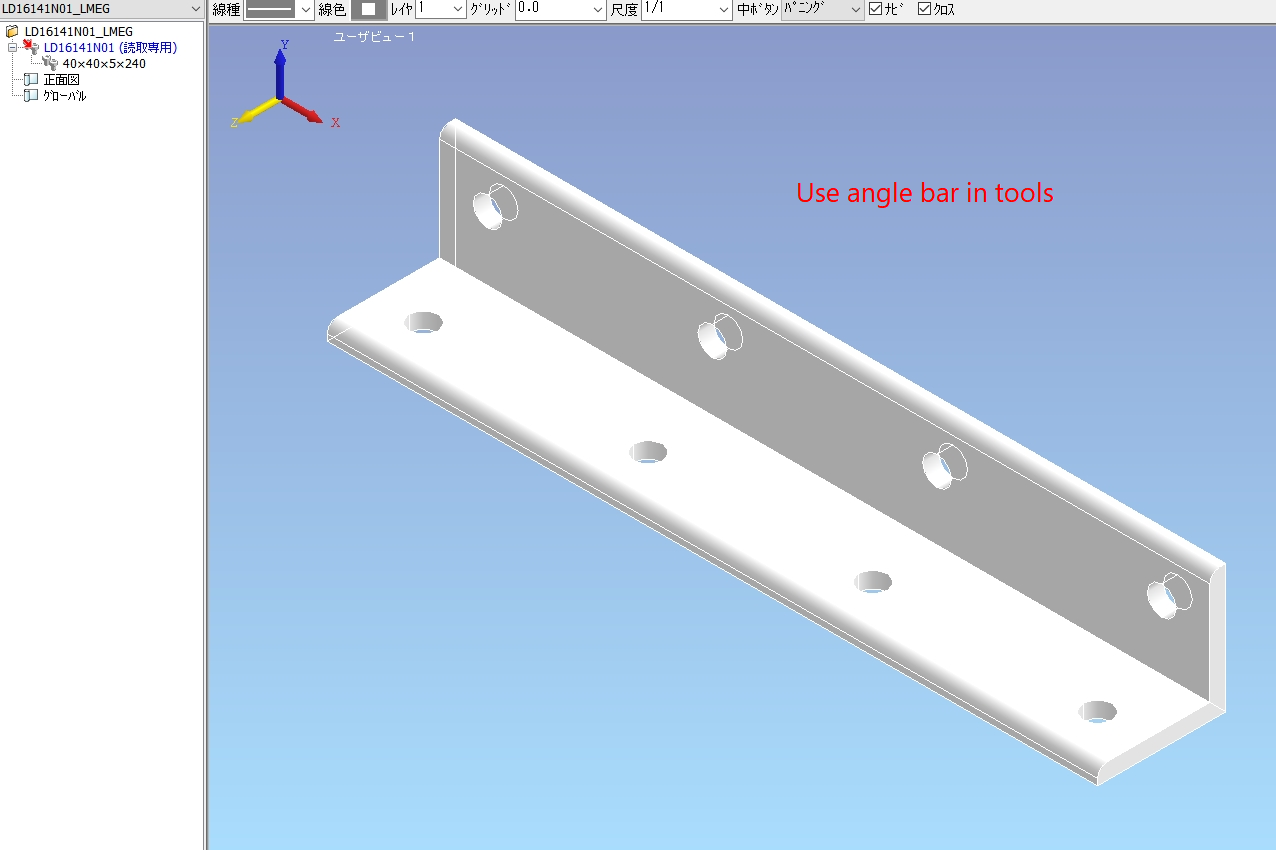 LD16141N01_LMEG 線種 線色 ﾚｲﾔ 1 ｸﾞﾘｯﾄﾞ 0.0 尺度 1/1 中ﾎﾞﾀﾝ ﾊﾟﾆﾝｸﾞ ﾅﾋﾞ ｸﾛｽ
LD16141N01_LMEG
LD16141N01 (読取専用)
40×40×5×240
正面図
ｸﾞﾛｰﾊﾞﾙ
ユーザビュー１
Y
Z
X
Use angle bar in tools